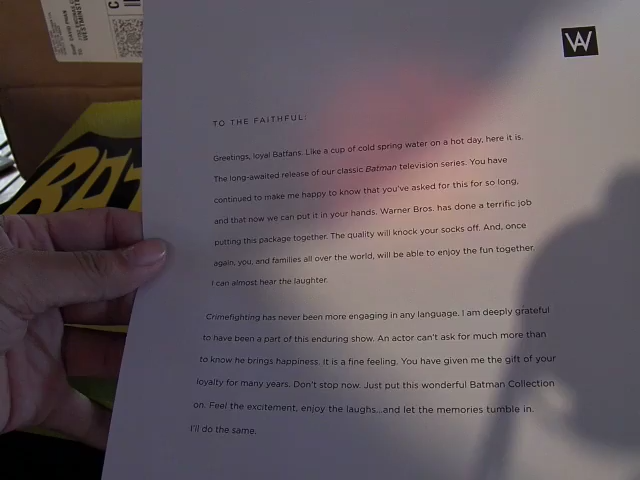 WESTMINSTER
BAT
AW
TO THE FAITHFUL:
Greetings, loyal Batfans. Like a cup of cold spring water on a hot day, here it is.
The long-awaited release of our classic Batman television series. You have
continued to make me happy to know that you've asked for this for so long,
and that now we can put it in your hands. Warner Bros. has done a terrific job
putting this package together. The quality will knock your socks off. And, once
again, you, and families all over the world, will be able to enjoy the fun together.
I can almost hear the laughter.
Crimefighting has never been more engaging in any language. I am deeply grateful
to have been a part of this enduring show. An actor can't ask for much more than
to know he brings happiness. It is a fine feeling. You have given me the gift of your
loyalty for many years. Don't stop now. Just put this wonderful Batman Collection
on. Feel the excitement, enjoy the laughs...and let the memories tumble in.
I'll do the same.